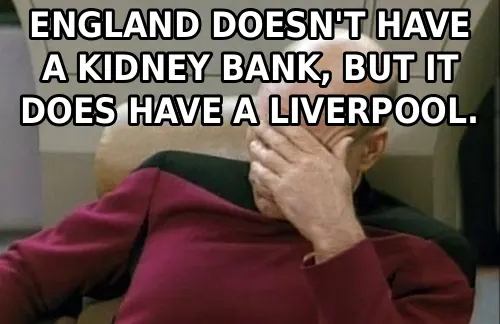 ENGLAND DOESN'T HAVE
A KIDNEY BANK, BUT IT
DOES HAVE A LIVERPOOL.